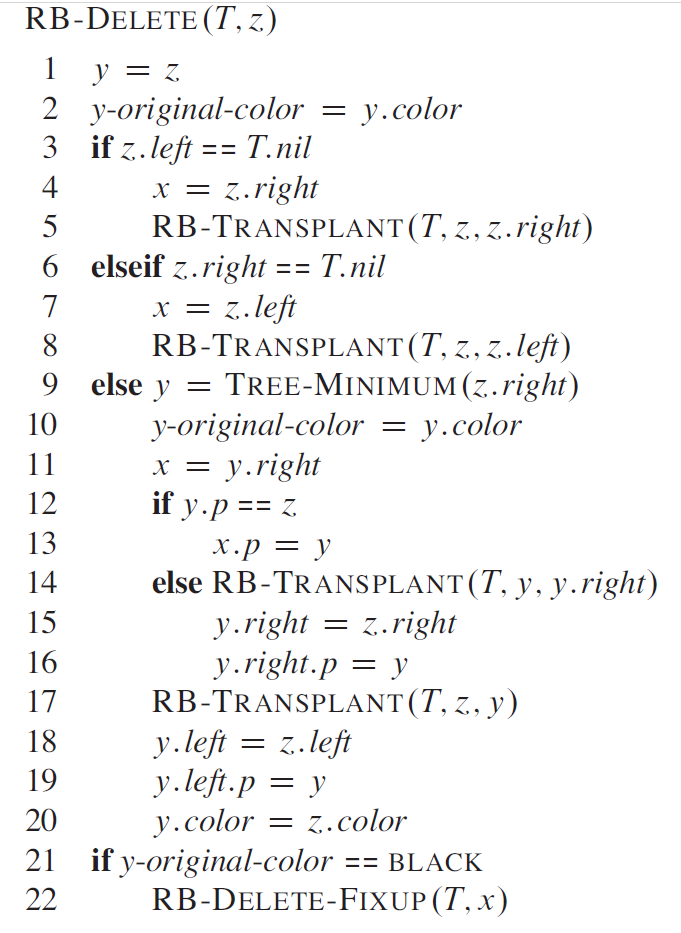 RB-DELETE(T, z)
1 y = z
2 y-original-color = y.color
3 if z.left == T.nil
4 x = z.right
5 RB-TRANSPLANT(T, z, z.right)
6 elseif z.right == T.nil
7 x = z.left
8 RB-TRANSPLANT(T, z, z.left)
9 else y = TREE-MINIMUM(z.right)
10 y-original-color = y.color
11 x = y.right
12 if y.p == z
13 x.p = y
14 else RB-TRANSPLANT(T, y, y.right)
15 y.right = z.right
16 y.right.p = y
17 RB-TRANSPLANT(T, z, y)
18 y.left = z.left
19 y.left.p = y
20 y.color = z.color
21 if y-original-color == BLACK
22 RB-DELETE-FIXUP(T, x)